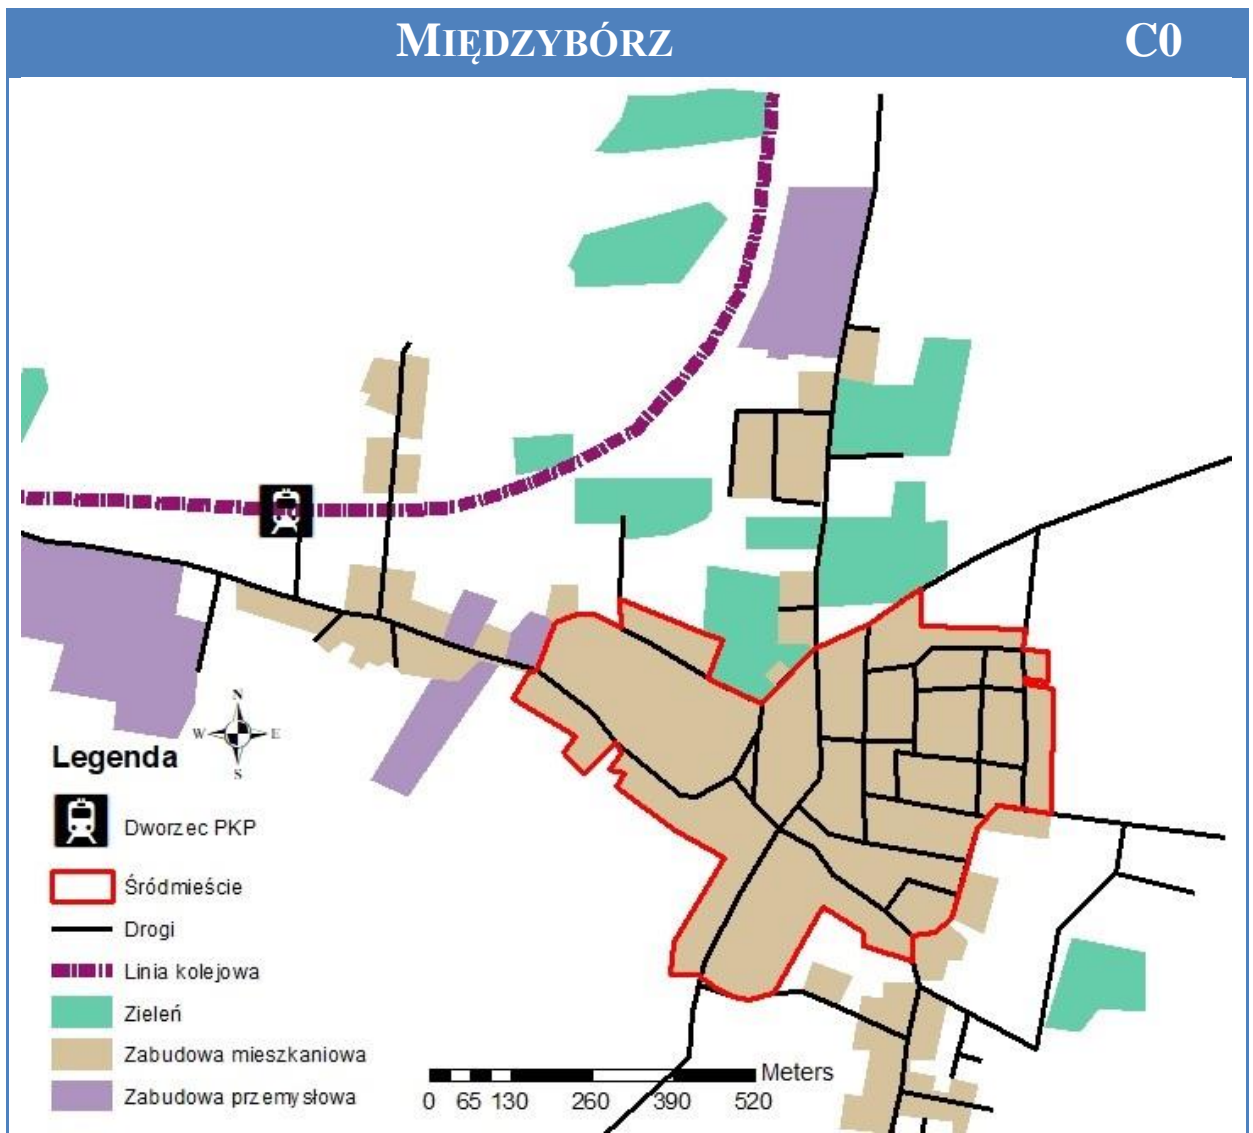 MIĘDZYBÓRZ C0
N
W E
S
Legenda
Dworzec PKP
Śródmieście
Drogi
Linia kolejowa
Zieleń
Zabudowa mieszkaniowa
Zabudowa przemysłowa
Meters
0 65 130 260 390 520